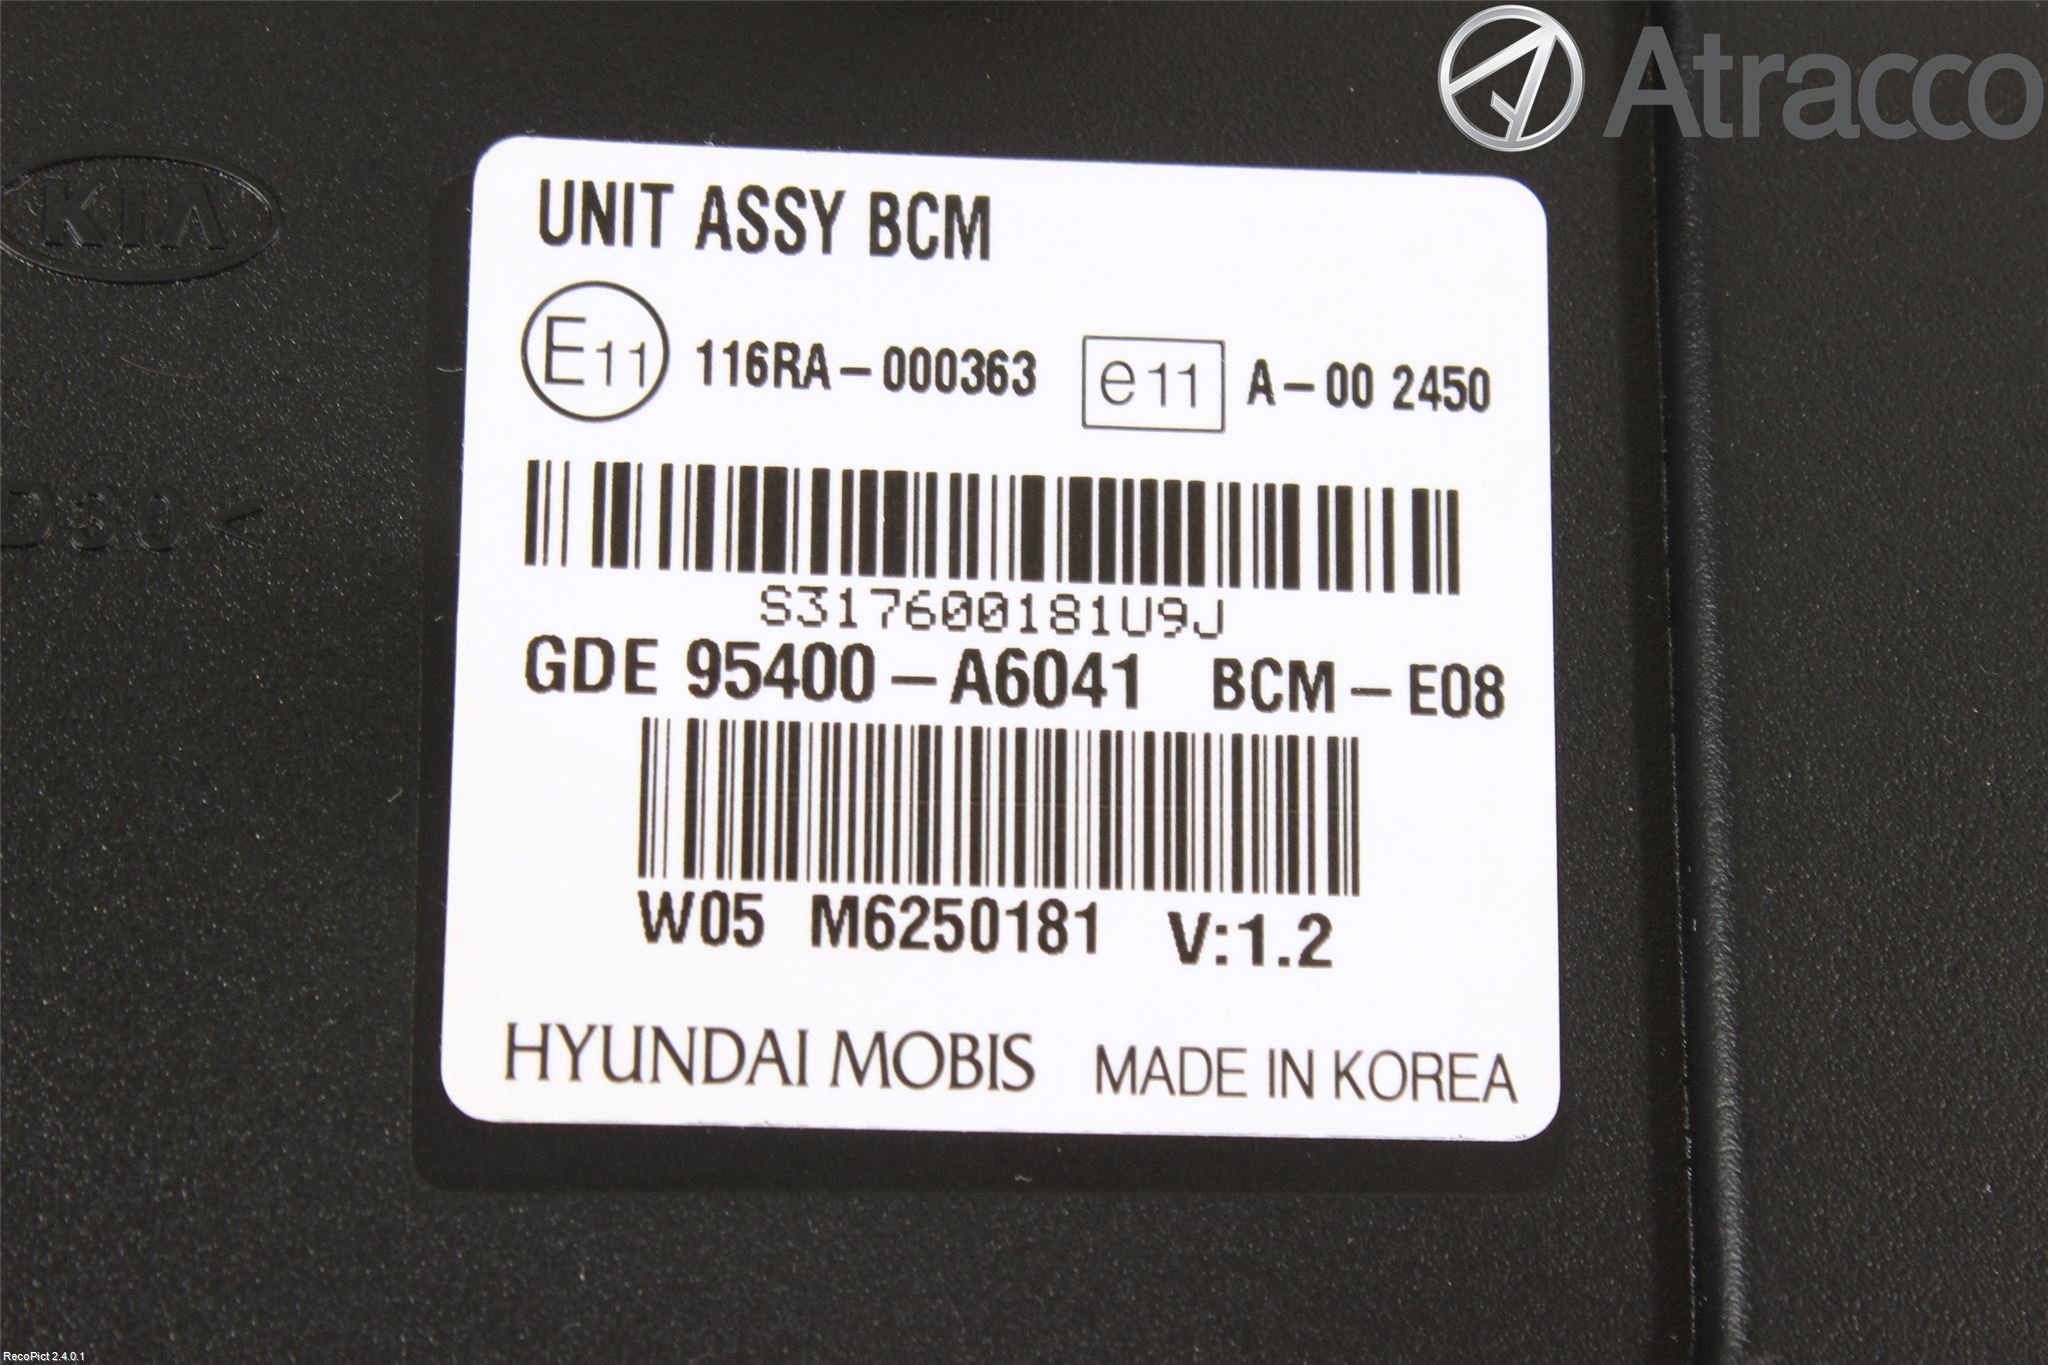 Atracco
KIA
UNIT ASSY BCM
E11 116RA-000363 e11 A-00 2450
D30<
S317600181U9J
GDE 95400-A6041 BCM-E08
W05 M6250181 V:1.2
HYUNDAI MOBIS MADE IN KOREA
RecoPict 2.4.0.1